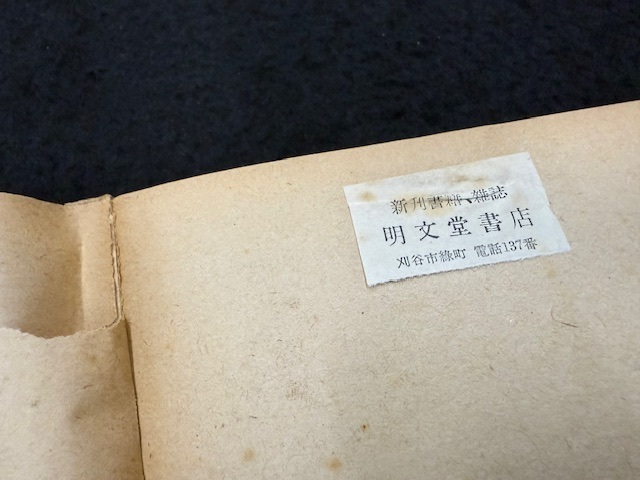 新刊書籍、雑誌
明文堂書店
刈谷市緑町 電話137番